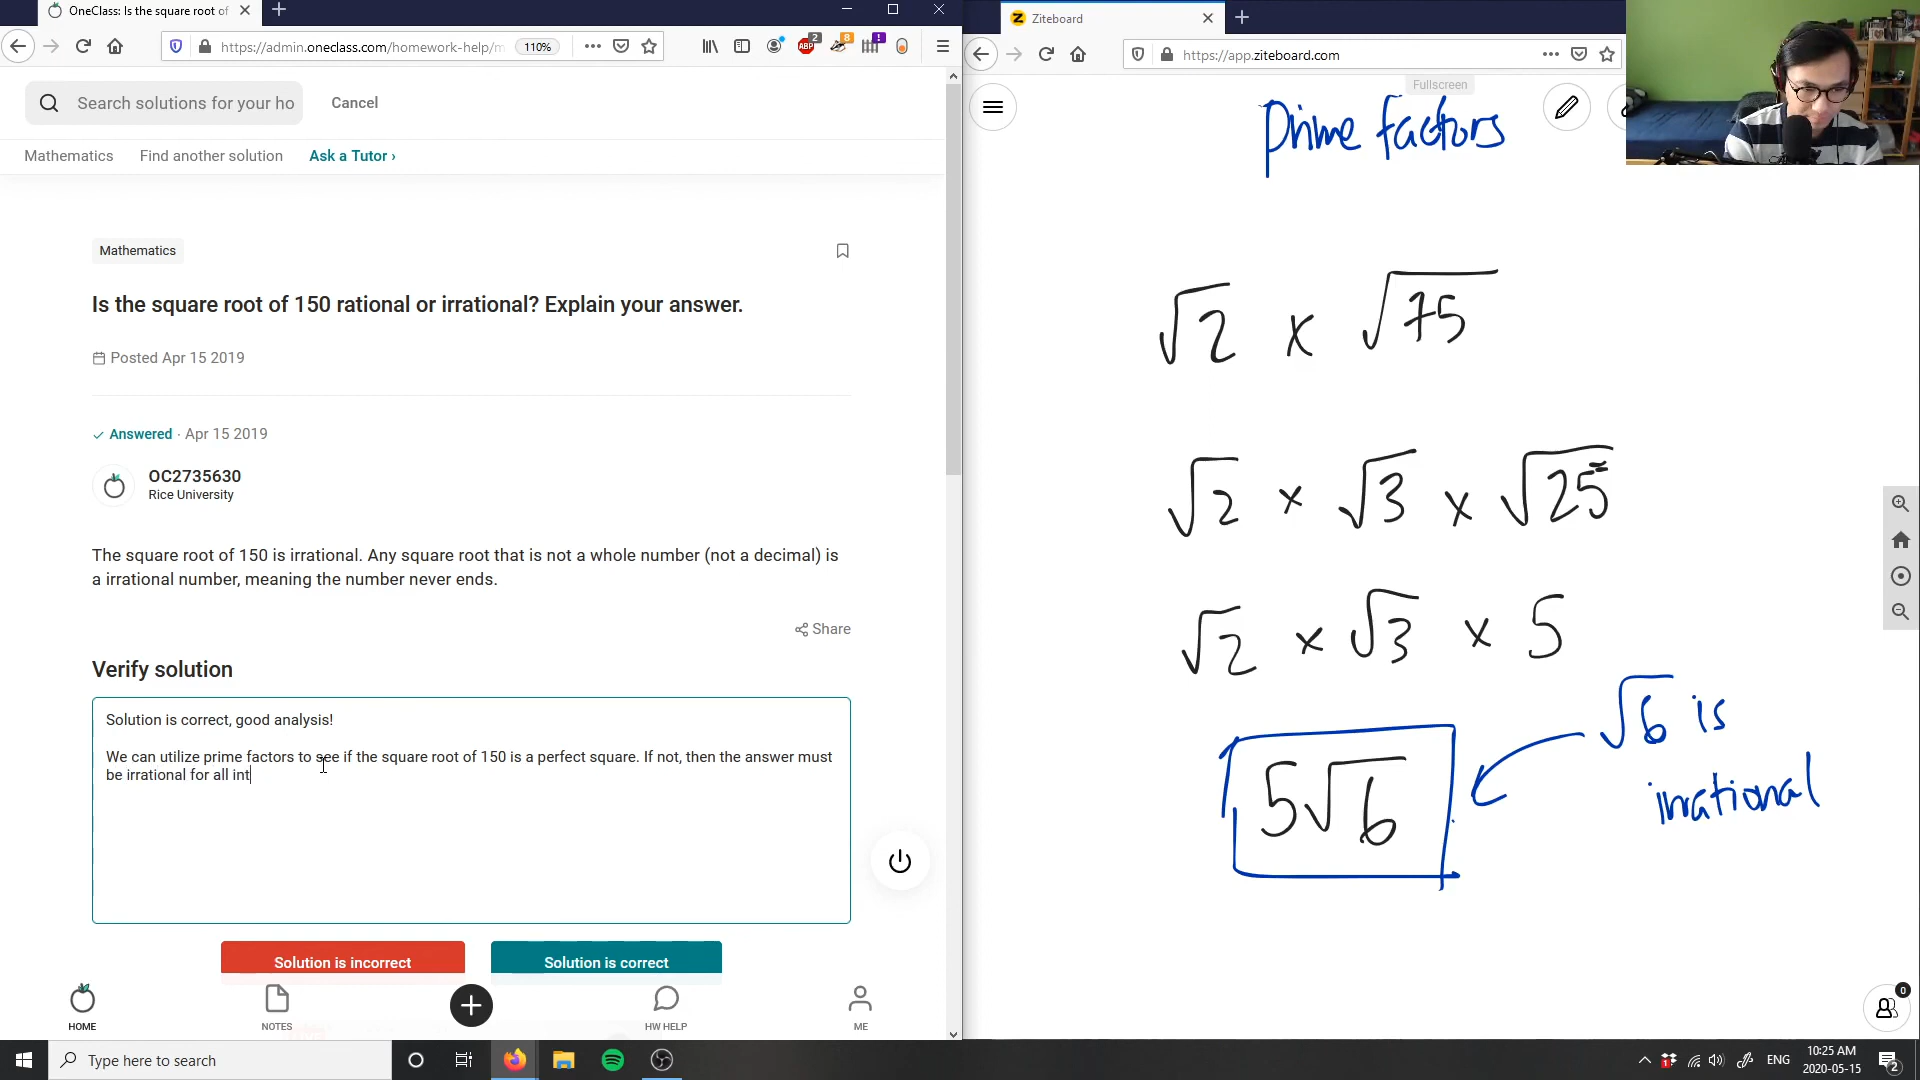 OneClass: Is the square root of
https://admin.oneclass.com/homework-help/m
110%
ABP
2
8
!
Search solutions for your ho
Cancel
Mathematics
Find another solution
Ask a Tutor ›
Mathematics
Is the square root of 150 rational or irrational? Explain your answer.
Posted Apr 15 2019
Answered · Apr 15 2019
OC2735630
Rice University
The square root of 150 is irrational. Any square root that is not a whole number (not a decimal) is
a irrational number, meaning the number never ends.
Share
Verify solution
Solution is correct, good analysis!
We can utilize prime factors to see if the square root of 150 is a perfect square. If not, then the answer must
be irrational for all int
Solution is incorrect
Solution is correct
HOME
NOTES
HW HELP
ME
Z
Ziteboard
https://app.ziteboard.com
Fullscreen
Prime factors
√2 x √75
√2 x √3 x √25
√2 x √3 x 5
√6 is
irrational
5√6
0
Type here to search
1
ENG
10:25 AM
2020-05-15
2